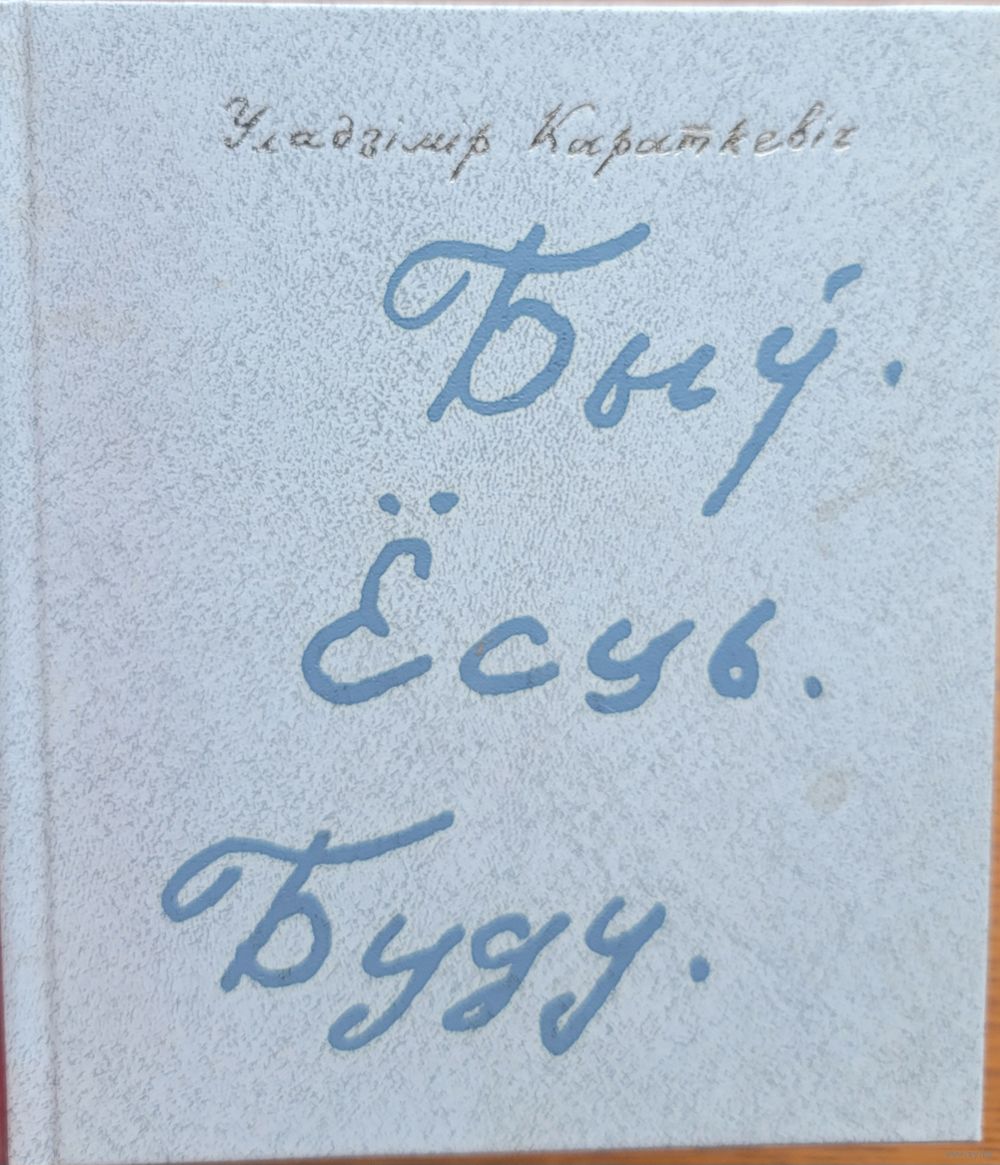 Уладзімір Караткевіч
Быў.
Ёсць.
Буду.